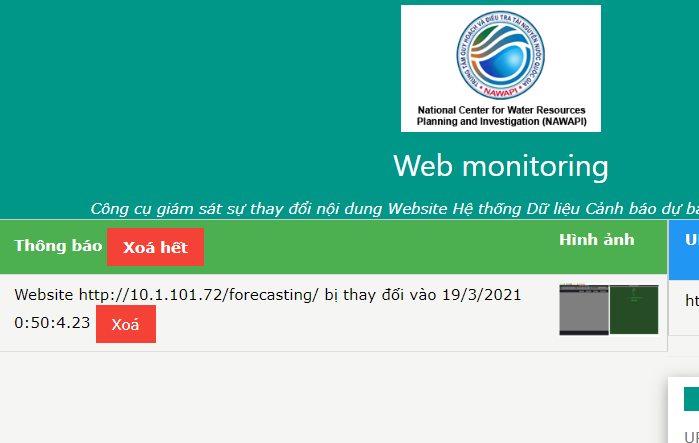 TRUNG TÂM QUY HOẠCH VÀ ĐIỀU TRA TÀI NGUYÊN NƯỚC QUỐC GIA
NAWAPI
National Center for Water Resources
Planning and Investigation (NAWAPI)
Web monitoring
Công cụ giám sát sự thay đổi nội dung Website Hệ thống Dữ liệu Cảnh báo dự
Thông báo Xoá hết Hình ảnh
Website http://10.1.101.72/forecasting/ bị thay đổi vào 19/3/2021
0:50:4.23 Xoá